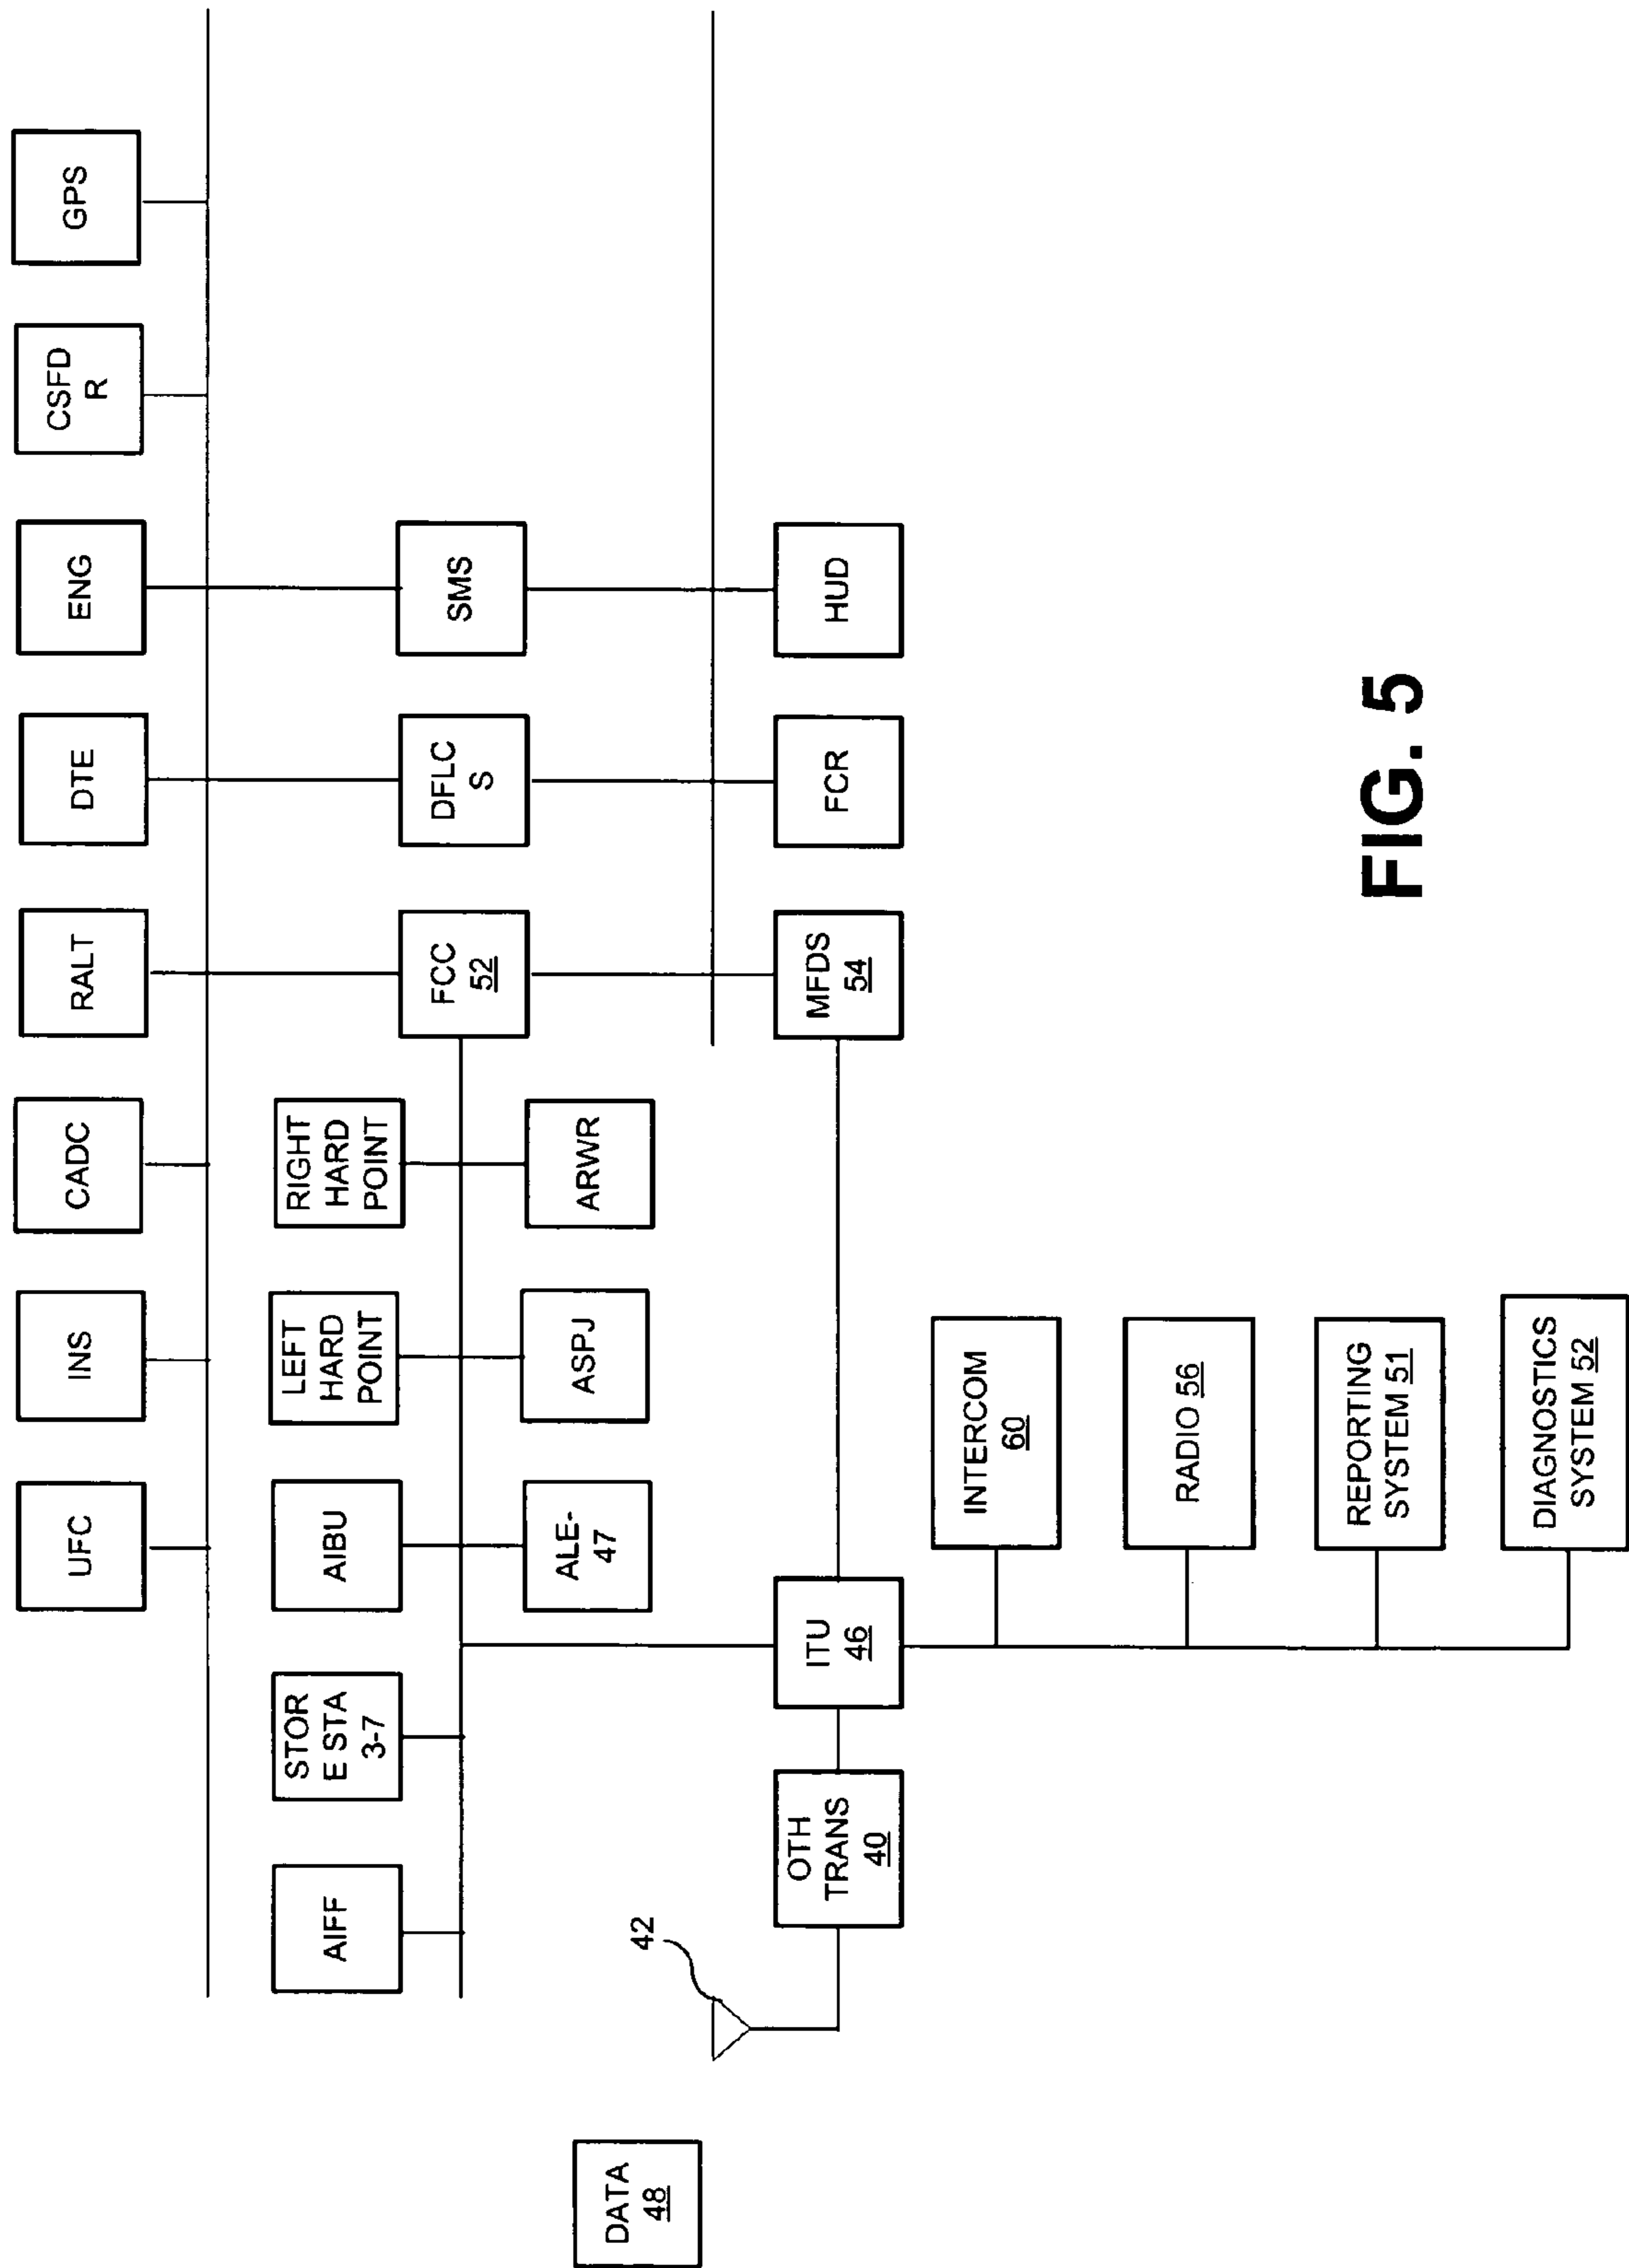 UFC
INS
CADC
RALT
DTE
ENG
CSFD
R
GPS
AIFF
STOR
E STA
3-7
AIBU
LEFT
HARD
POINT
RIGHT
HARD
POINT
FCC
52
DFLC
S
SMS
ALE-
47
ASPJ
ARWR
DATA
48
42
OTH
TRANS
40
ITU
46
MFDS
54
FCR
HUD
INTERCOM
60
RADIO 56
REPORTING
SYSTEM 51
DIAGNOSTICS
SYSTEM 52
FIG. 5